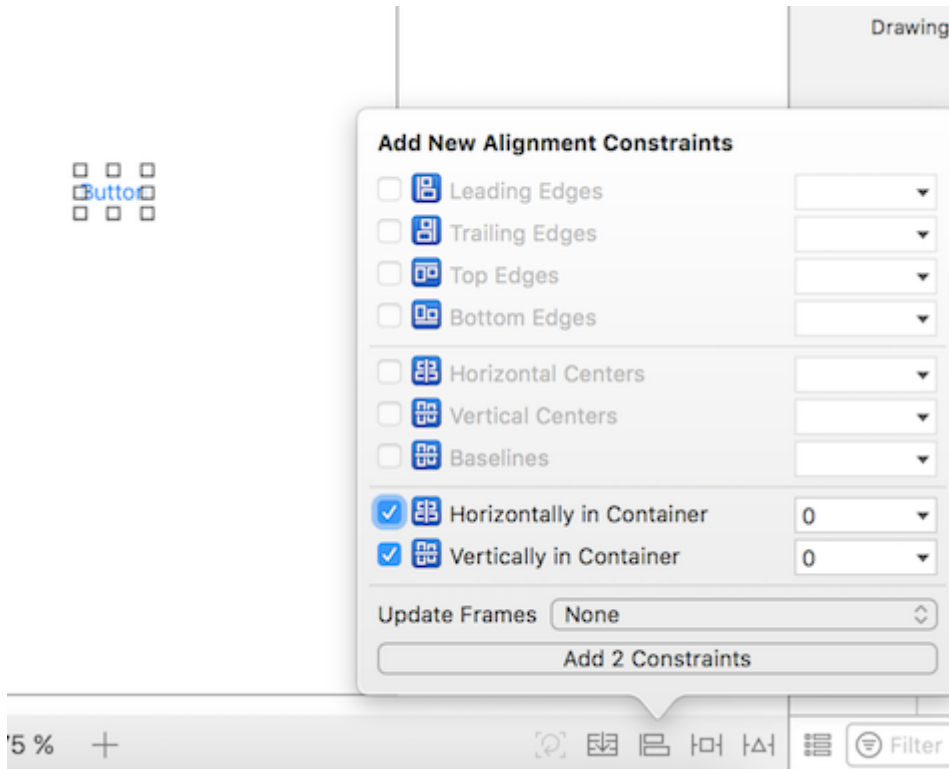 Drawing
Add New Alignment Constraints
Button
Leading Edges
Trailing Edges
Top Edges
Bottom Edges
Horizontal Centers
Vertical Centers
Baselines
Horizontally in Container 0
Vertically in Container 0
Update Frames None
Add 2 Constraints
75 % Filter